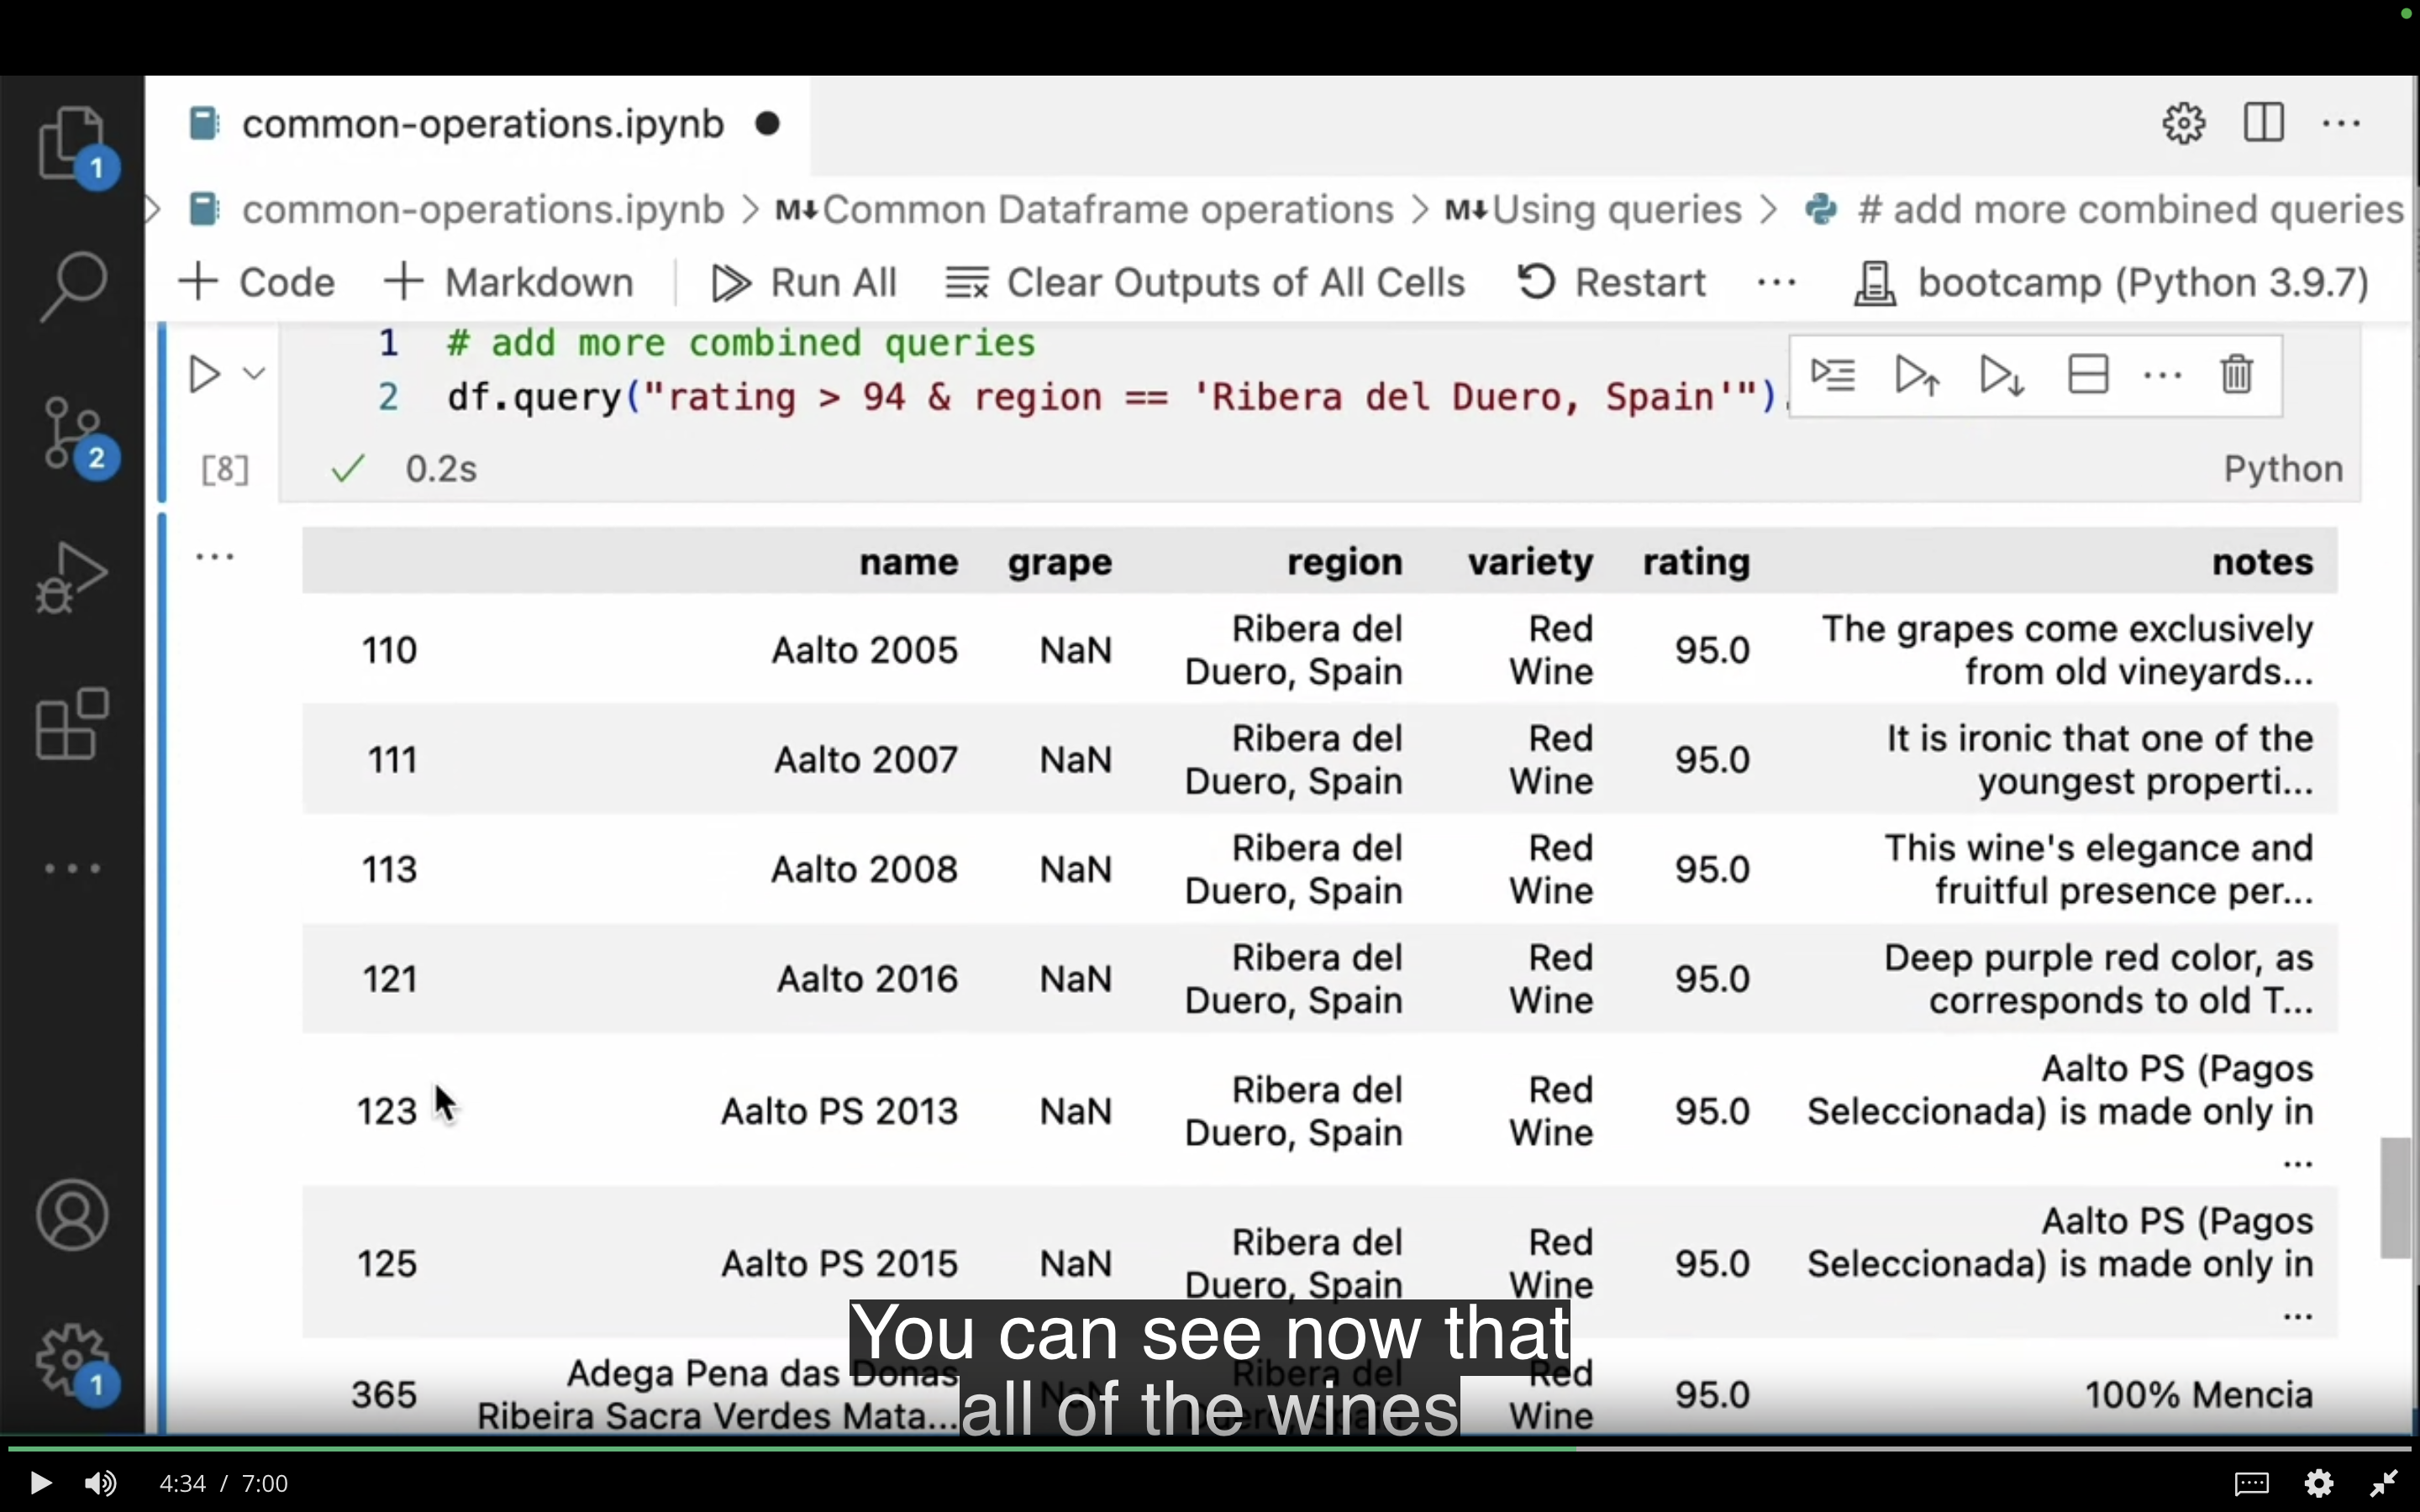 common-operations.ipynb
common-operations.ipynb > M↓ Common Dataframe operations > M↓ Using queries > # add more combined queries
+ Code + Markdown Run All Clear Outputs of All Cells Restart ... bootcamp (Python 3.9.7)
1 # add more combined queries
2 df.query("rating > 94 & region == 'Ribera del Duero, Spain'").
[8] 0.2s Python
name grape region variety rating notes
110 Aalto 2005 NaN Ribera del Duero, Spain Red Wine 95.0 The grapes come exclusively from old vineyards...
111 Aalto 2007 NaN Ribera del Duero, Spain Red Wine 95.0 It is ironic that one of the youngest properti...
113 Aalto 2008 NaN Ribera del Duero, Spain Red Wine 95.0 This wine's elegance and fruitful presence per...
121 Aalto 2016 NaN Ribera del Duero, Spain Red Wine 95.0 Deep purple red color, as corresponds to old T...
123 Aalto PS 2013 NaN Ribera del Duero, Spain Red Wine 95.0 Aalto PS (Pagos Seleccionada) is made only in ...
125 Aalto PS 2015 NaN Ribera del Duero, Spain Red Wine 95.0 Aalto PS (Pagos Seleccionada) is made only in ...
365 Adega Pena das Donas Ribeira Sacra Verdes Mata... NaN Ribera del Duero, Spain Red Wine 95.0 100% Mencia
You can see now that
all of the wines
1
2
1
4:34 / 7:00